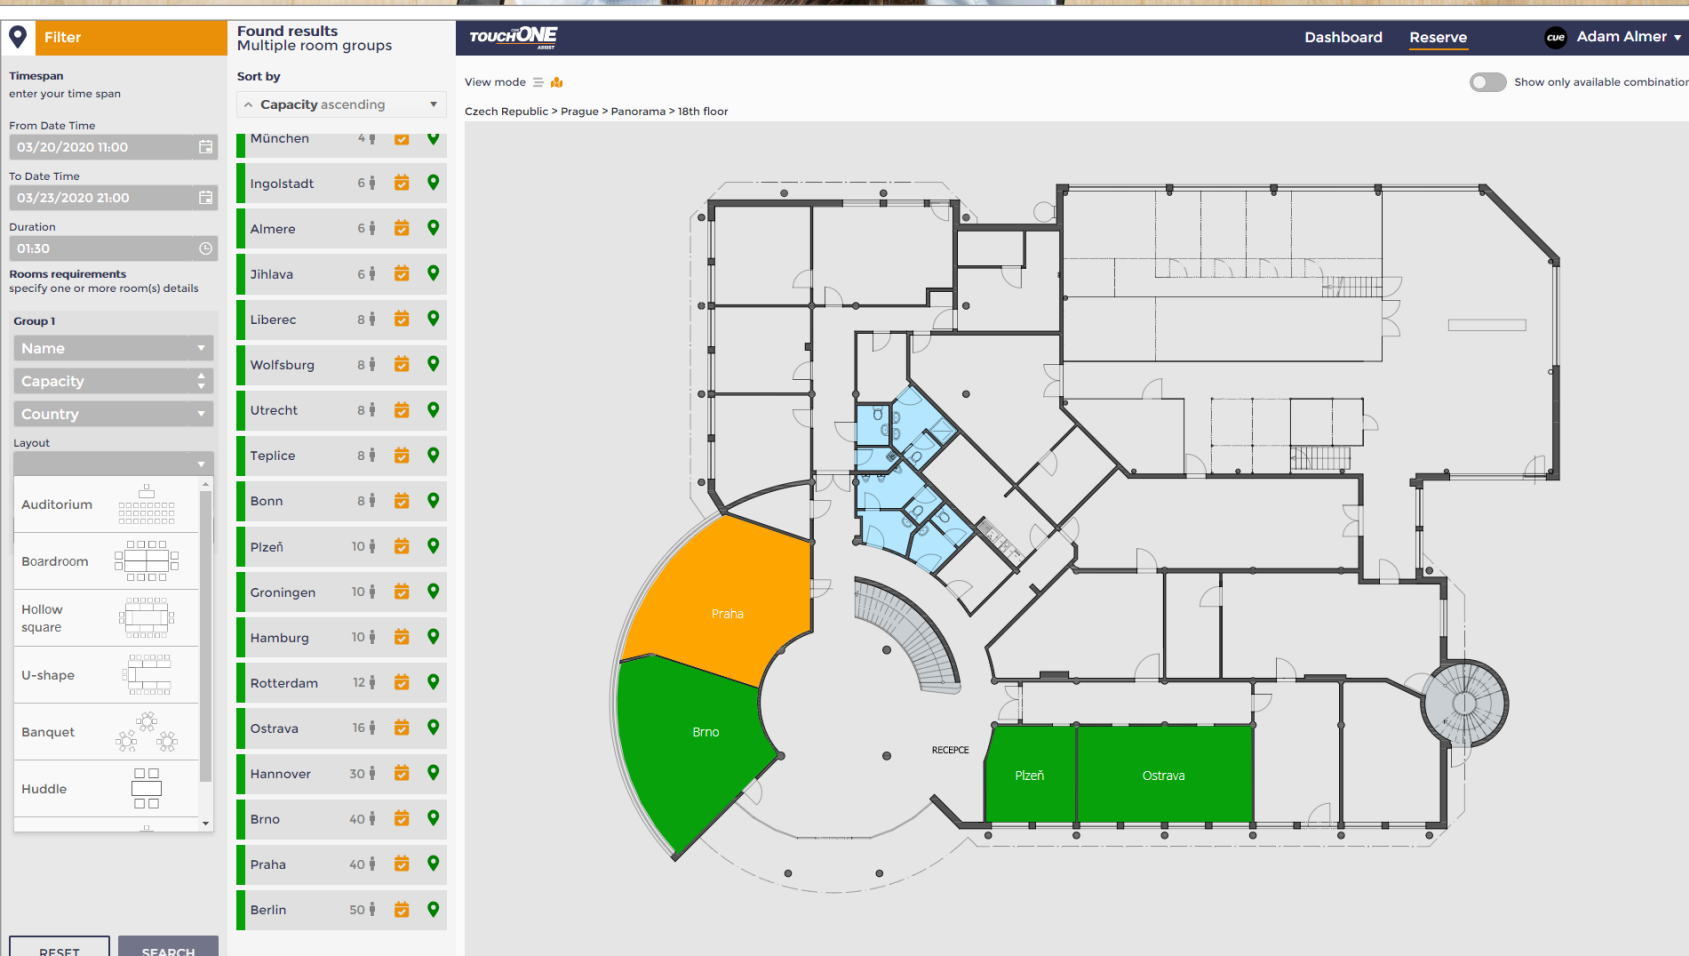 Filter
Timespan
enter your time span
From Date Time
03/20/2020 11:00
To Date Time
03/23/2020 21:00
Duration
01:30
Rooms requirements
specify one or more room(s) details
Group 1
Name
Capacity
Country
Layout
Auditorium
Boardroom
Hollow
square
U-shape
Banquet
Huddle
RESET
SEARCH
Found results
Multiple room groups
Sort by
Capacity ascending
München 4
Ingolstadt 6
Almere 6
Jihlava 6
Liberec 8
Wolfsburg 8
Utrecht 8
Teplice 8
Bonn 8
Plzeň 10
Groningen 10
Hamburg 10
Rotterdam 12
Ostrava 16
Hannover 30
Brno 40
Praha 40
Berlin 50
TOUCHONE
ASSIST
Dashboard
Reserve
cue
Adam Almer
View mode
Show only available combination
Czech Republic > Prague > Panorama > 18th floor
Praha
Brno
RECEPCE
Plzeň
Ostrava